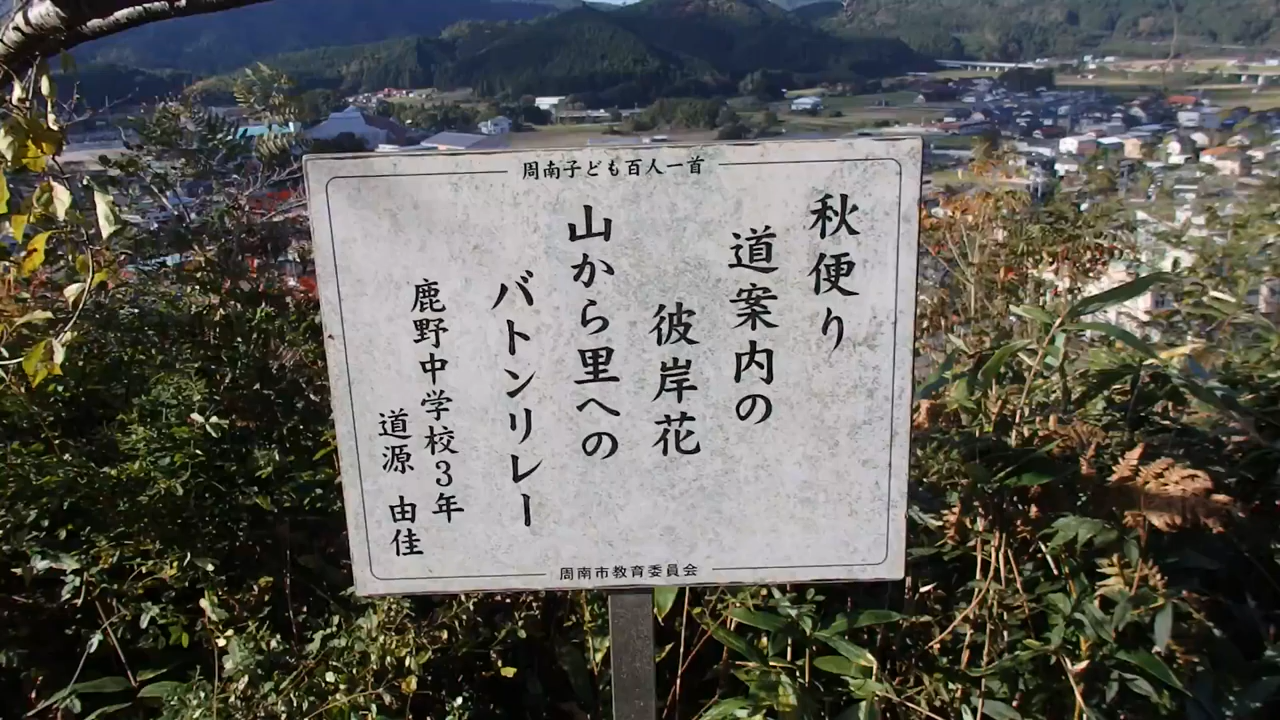 周南子ども百人一首
秋便り
道案内の
彼岸花
山から里への
バトンリレー
鹿野中学校3年
道源 由佳
周南市教育委員会